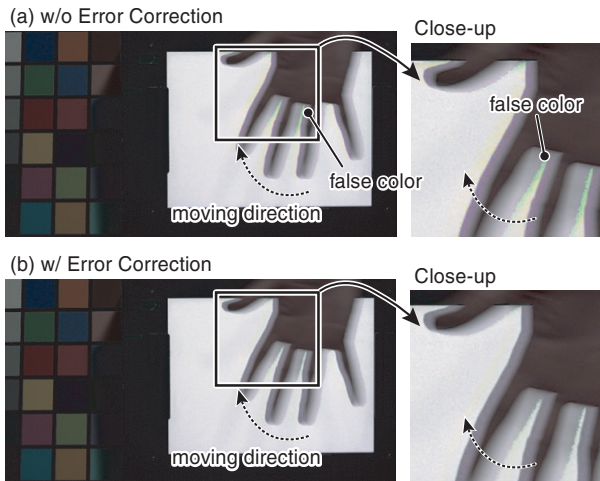 (a) w/o Error Correction
Close-up
false color
false color
moving direction
(b) w/ Error Correction
Close-up
moving direction